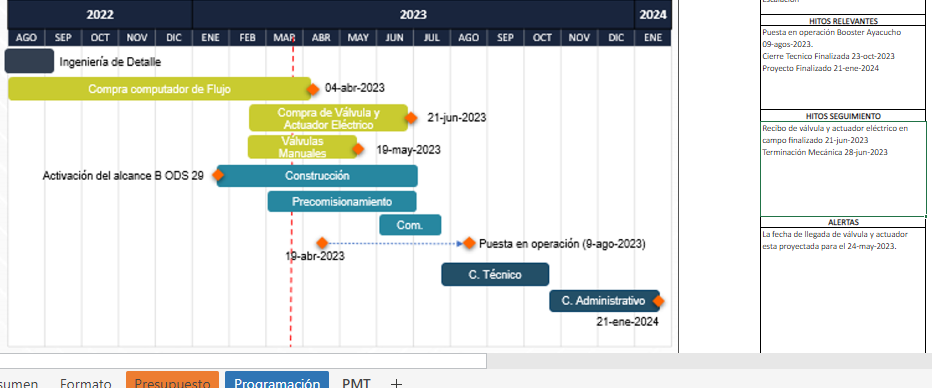 2022 2023 2024
AGO SEP OCT NOV DIC ENE FEB MAR ABR MAY JUN JUL AGO SEP OCT NOV DIC ENE
Ingeniería de Detalle
Compra computador de Flujo
04-abr-2023
Compra de Válvula y
Actuador Eléctrico
21-jun-2023
Válvulas
Manuales
19-may-2023
Activación del alcance B ODS 29
Construcción
Precomisionamiento
Com.
Puesta en operación (9-ago-2023)
19-abr-2023
C. Técnico
C. Administrativo
21-ene-2024
HITOS RELEVANTES
Puesta en operación Booster Ayacucho
09-agos-2023.
Cierre Tecnico Finalizada 23-oct-2023
Proyecto Finalizado 21-ene-2024
HITOS SEGUIMIENTO
Recibo de válvula y actuador eléctrico en
campo finalizado 21-jun-2023
Terminación Mecánica 28-jun-2023
ALERTAS
La fecha de llegada de válvula y actuador
esta proyectada para el 24-may-2023.
sumen Formato Presupuesto Programación PMT +